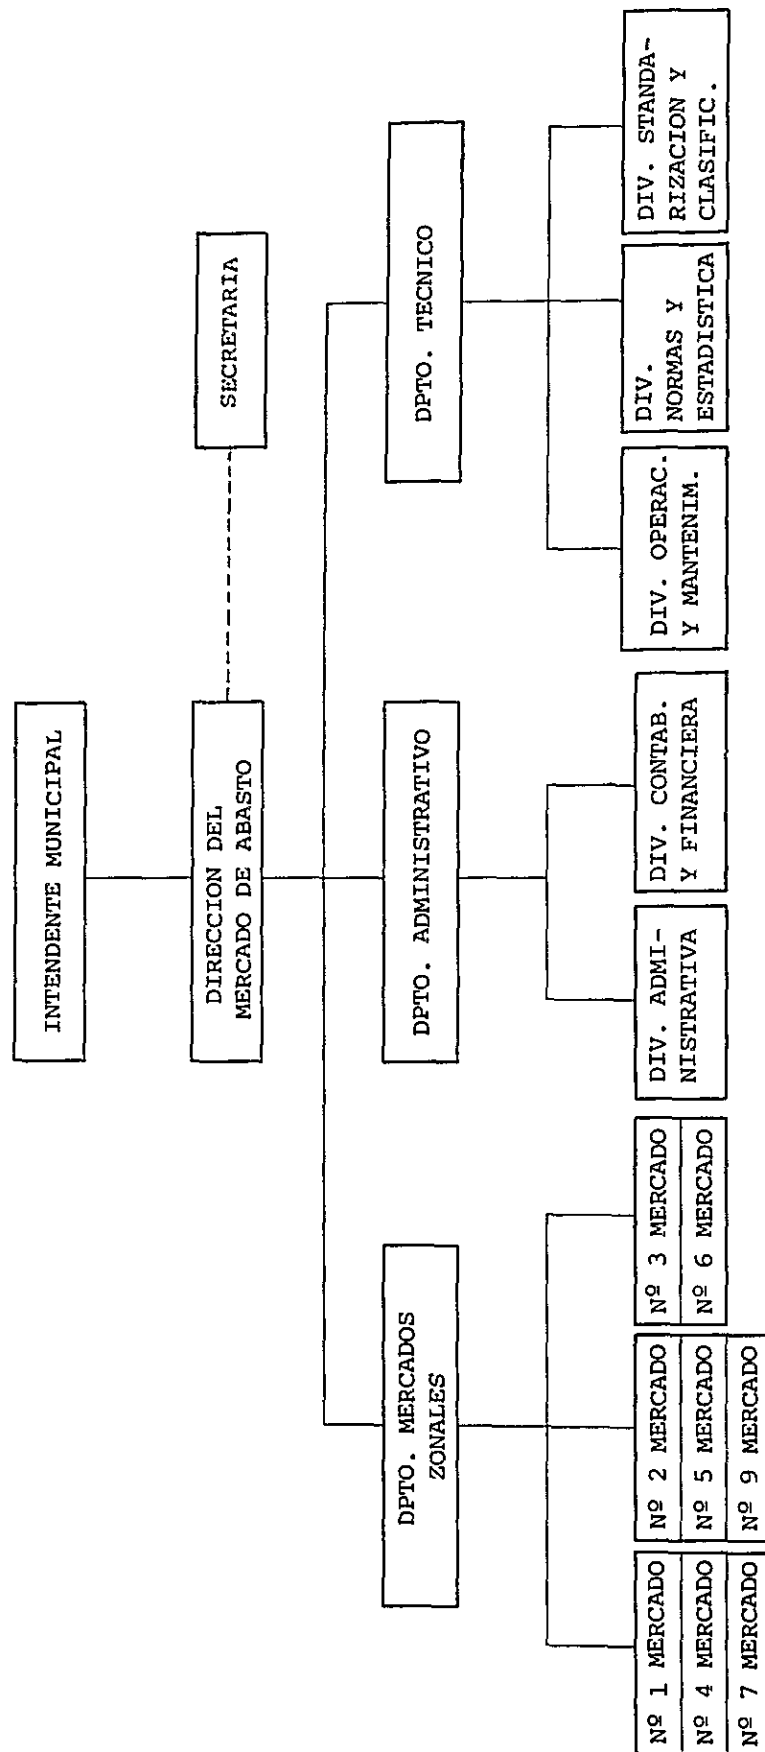 INTENDENTE MUNICIPAL
DIRECCION DEL
MERCADO DE ABASTO
SECRETARIA
DPTO. MERCADOS
ZONALES
DPTO. ADMINISTRATIVO
DPTO. TECNICO
Nº 1 MERCADO
Nº 4 MERCADO
Nº 7 MERCADO
Nº 2 MERCADO
Nº 5 MERCADO
Nº 9 MERCADO
Nº 3 MERCADO
Nº 6 MERCADO
DIV. ADMI-
NISTRATIVA
DIV. CONTAB.
Y FINANCIERA
DIV. OPERAC.
Y MANTENIM.
DIV.
NORMAS Y
ESTADISTICA
DIV. STANDA-
RIZACION Y
CLASIFIC.